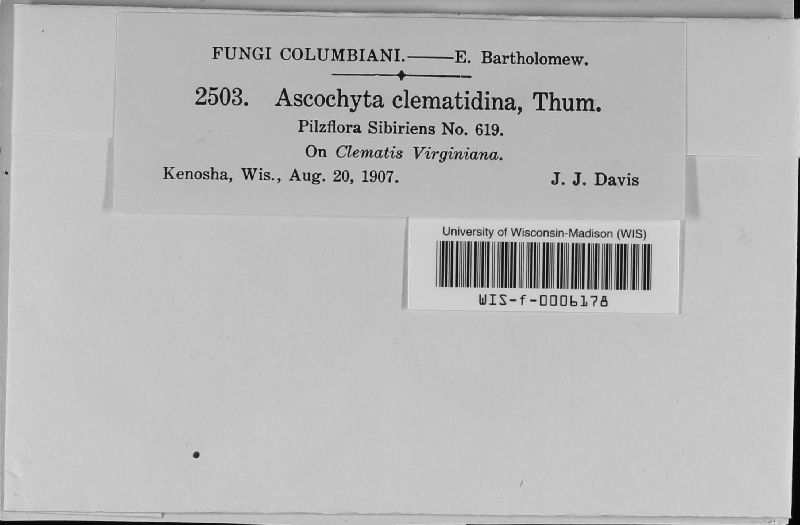 FUNGI COLUMBIANI.—E. Bartholomew.
2503. Ascochyta clematidina, Thum.
Pilzflora Sibiriens No. 619.
On Clematis Virginiana.
Kenosha, Wis., Aug. 20, 1907. J. J. Davis
University of Wisconsin-Madison (WIS)
WIS-f-0006178